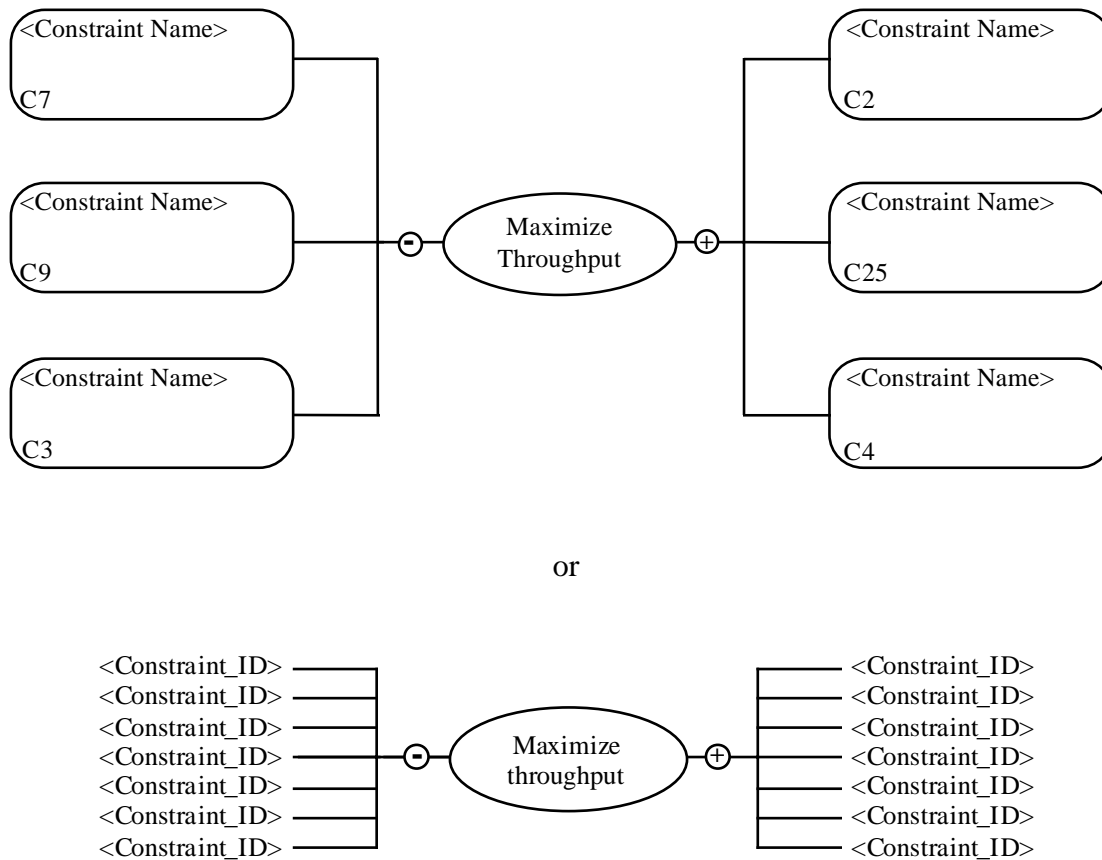 <Constraint Name>
C7
<Constraint Name>
C9
<Constraint Name>
C3
-
Maximize
Throughput
+
<Constraint Name>
C2
<Constraint Name>
C25
<Constraint Name>
C4
or
<Constraint_ID>
<Constraint_ID>
<Constraint_ID>
<Constraint_ID>
<Constraint_ID>
<Constraint_ID>
<Constraint_ID>
-
Maximize
throughput
+
<Constraint_ID>
<Constraint_ID>
<Constraint_ID>
<Constraint_ID>
<Constraint_ID>
<Constraint_ID>
<Constraint_ID>